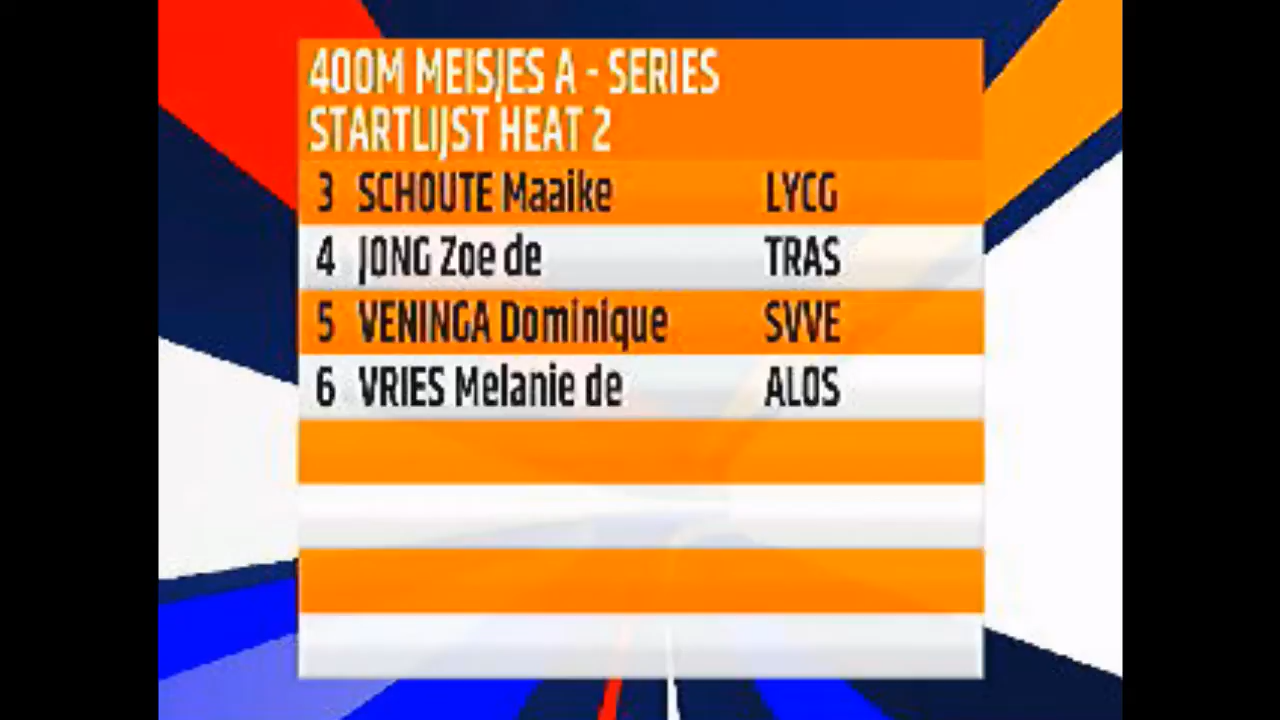 400M MEISJES A - SERIES
STARTLIJST HEAT 2
3 SCHOUTE Maaike LYCG
4 JONG Zoe de TRAS
5 VENINGA Dominique SVVE
6 VRIES Melanie de ALOS